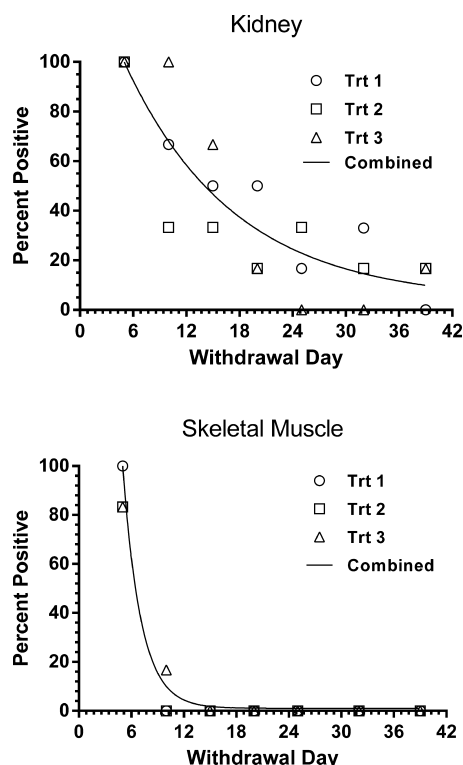 Kidney
100
80
60
40
20
0
Percent Positive
Trt 1
Trt 2
Trt 3
Combined
0 6 12 18 24 30 36 42
Withdrawal Day
Skeletal Muscle
100
80
60
40
20
0
Percent Positive
Trt 1
Trt 2
Trt 3
Combined
0 6 12 18 24 30 36 42
Withdrawal Day